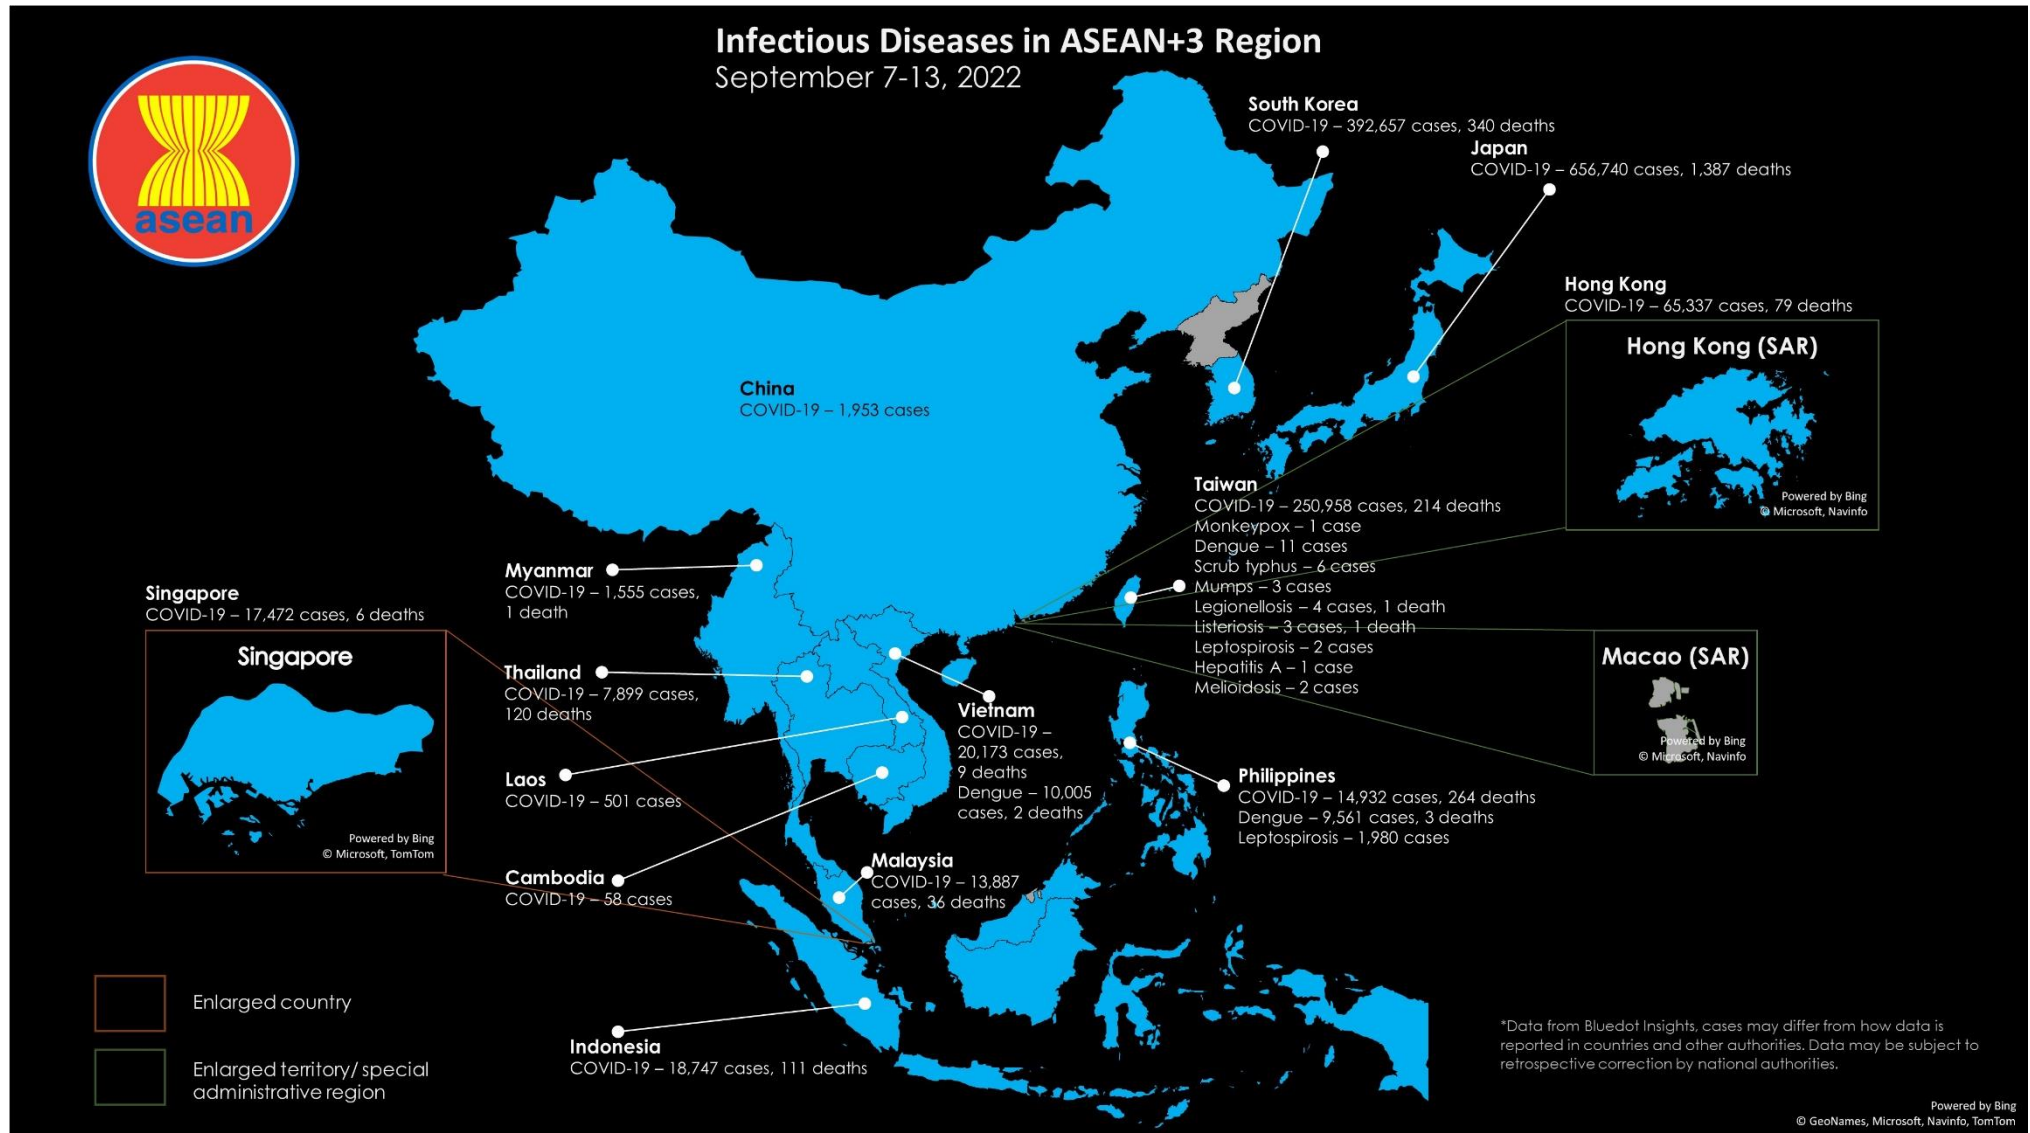 Infectious Diseases in ASEAN+3 Region
September 7-13, 2022
asean
South Korea
COVID-19 – 392,657 cases, 340 deaths
Japan
COVID-19 – 656,740 cases, 1,387 deaths
Hong Kong
COVID-19 – 65,337 cases, 79 deaths
Hong Kong (SAR)
Powered by Bing
© Microsoft, Navinfo
China
COVID-19 – 1,953 cases
Taiwan
COVID-19 – 250,958 cases, 214 deaths
Monkeypox – 1 case
Dengue – 11 cases
Scrub typhus – 6 cases
Mumps – 3 cases
Legionellosis – 4 cases, 1 death
Listeriosis – 3 cases, 1 death
Leptospirosis – 2 cases
Hepatitis A – 1 case
Melioidosis – 2 cases
Macao (SAR)
Powered by Bing
© Microsoft, Navinfo
Myanmar
COVID-19 – 1,555 cases,
1 death
Singapore
COVID-19 – 17,472 cases, 6 deaths
Singapore
Powered by Bing
© Microsoft, TomTom
Thailand
COVID-19 – 7,899 cases,
120 deaths
Vietnam
COVID-19 –
20,173 cases,
9 deaths
Dengue – 10,005
cases, 2 deaths
Laos
COVID-19 – 501 cases
Philippines
COVID-19 – 14,932 cases, 264 deaths
Dengue – 9,561 cases, 3 deaths
Leptospirosis – 1,980 cases
Cambodia
COVID-19 – 58 cases
Malaysia
COVID-19 – 13,887
cases, 36 deaths
Indonesia
COVID-19 – 18,747 cases, 111 deaths
Enlarged country
Enlarged territory/ special
administrative region
*Data from Bluedot Insights, cases may differ from how data is
reported in countries and other authorities. Data may be subject to
retrospective correction by national authorities.
Powered by Bing
© GeoNames, Microsoft, Navinfo, TomTom